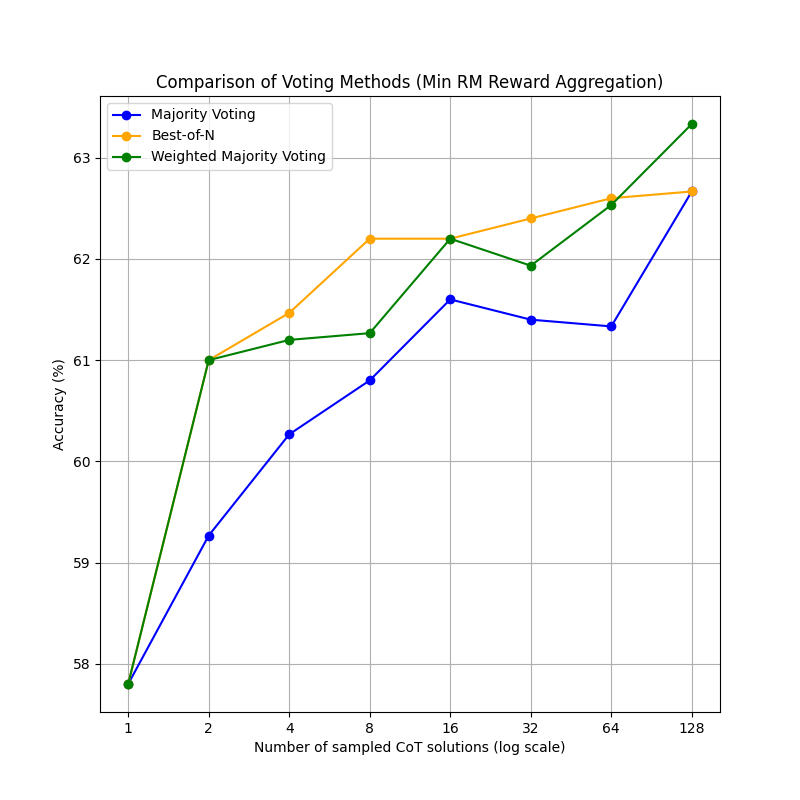 Comparison of Voting Methods (Min RM Reward Aggregation)
Majority Voting
Best-of-N
Weighted Majority Voting
63
62
61
60
59
58
Accuracy (%)
1 2 4 8 16 32 64 128
Number of sampled CoT solutions (log scale)